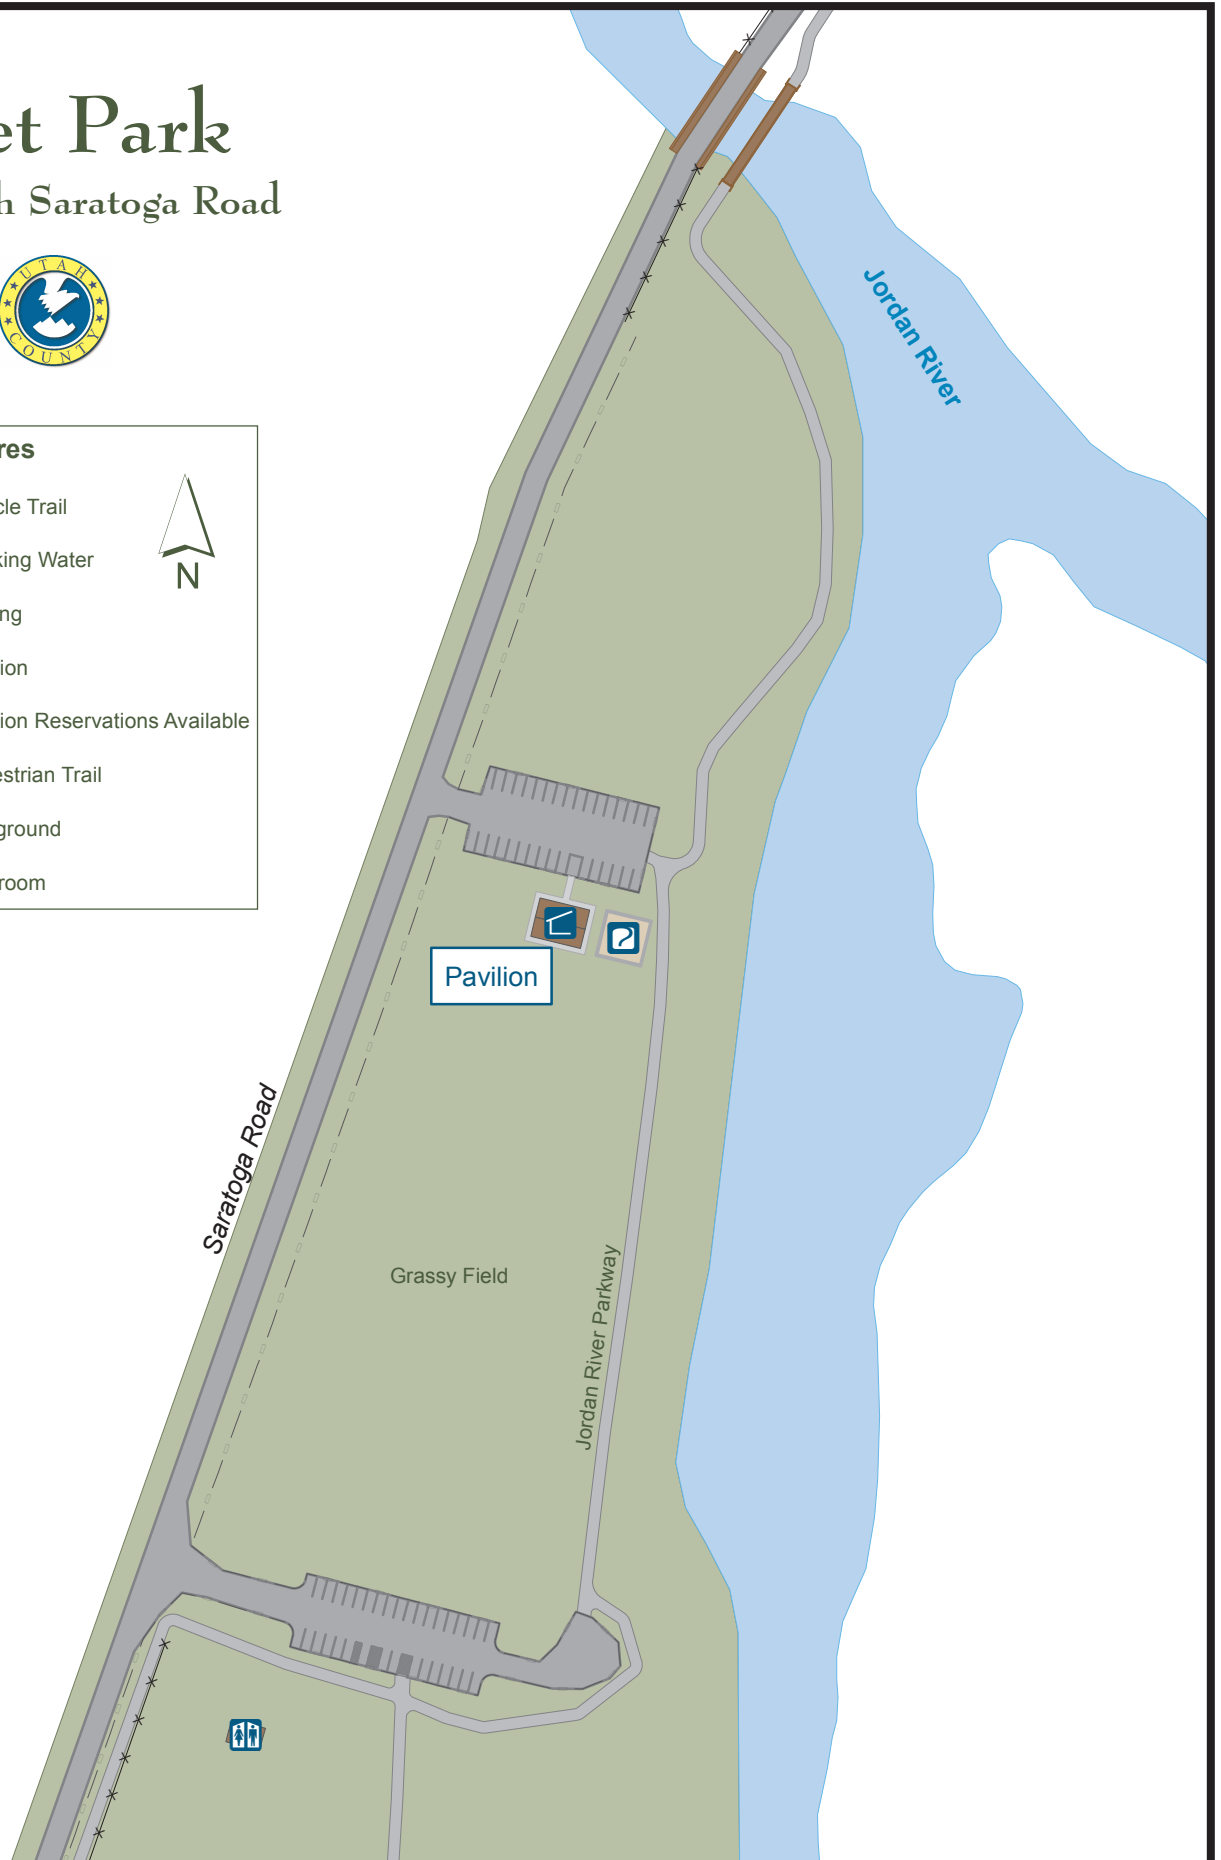 et Park
h Saratoga Road
UTAH
COUNTY
res
cle Trail
king Water
ng
ion
ion Reservations Available
estrian Trail
ground
room
N
Jordan River
Pavilion
Saratoga Road
Grassy Field
Jordan River Parkway